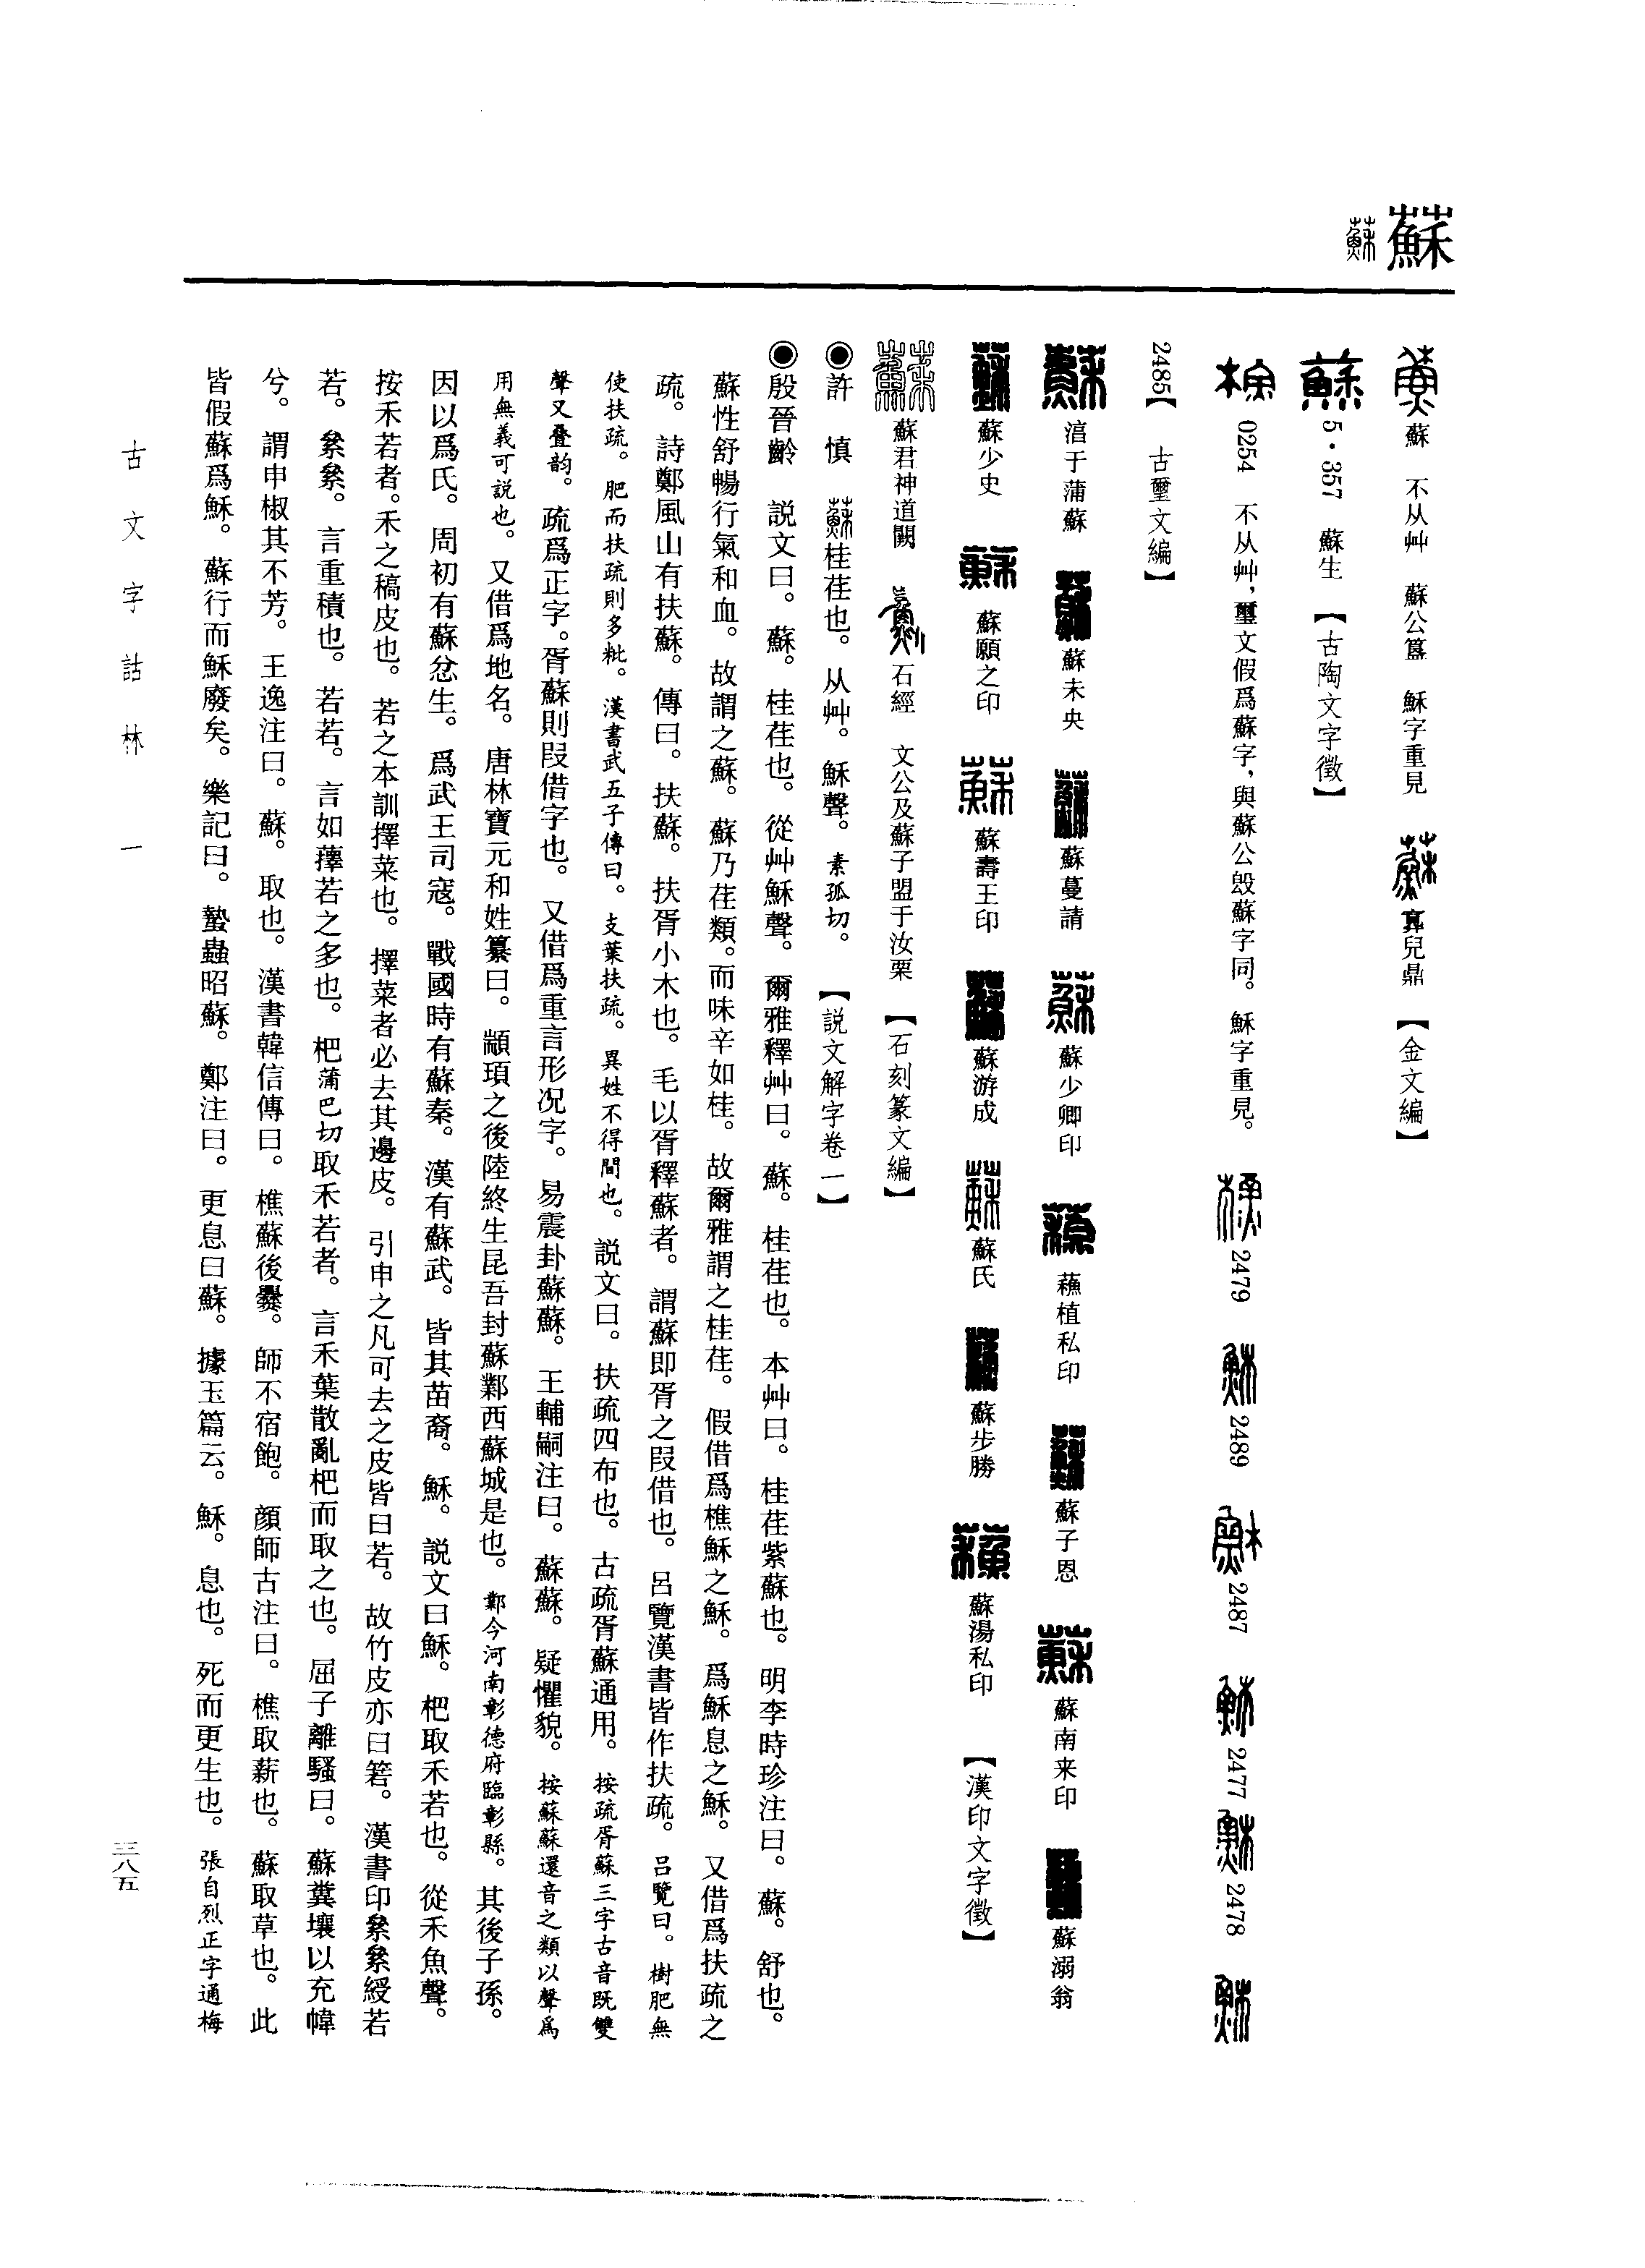 蘇 蘇
蘇 不从艸 蘇公簋 穌字重見 寬兒鼎 【金文編】
5·357 蘇生 【古陶文字徵】
0254 不从艸，璽文假爲蘇字，與蘇公毁蘇字同。 穌字重見。 2479 2489 2487 2477 2478
2485【古璽文編】
淯于蒲蘇 蘇未央 蘇蔓請 蘇少卿印 蘓植私印 蘇子恩 蘇南来印 蘇溺翁
蘇少史 蘇願之印 蘇壽王印 蘇游成 蘇氏 蘇步勝 蘇湯私印 【漢印文字徵】
蘇君神道闕 石經 文公及蘇子盟于汝栗 【石刻篆文編】
◉許 慎 蘇桂荏也。从艸。穌聲。素孤切。 【説文解字卷一】
◉殷晉齡 説文曰。蘇。桂荏也。從艸穌聲。爾雅釋艸曰。蘇。桂荏也。本艸曰。桂荏紫蘇也。明李時珍注曰。蘇。舒也。
蘇性舒暢行氣和血。故謂之蘇。蘇乃荏類。而味辛如桂。故爾雅謂之桂荏。假借爲樵穌之穌。爲穌息之穌。又借爲扶疏之
疏。詩鄭風山有扶蘇。傳曰。扶蘇。扶胥小木也。毛以胥釋蘇者。謂蘇即胥之叚借也。呂覽漢書皆作扶疏。呂覽曰。樹肥無
使扶疏。肥而扶疏則多粃。漢書武五子傳曰。支葉扶疏。異姓不得間也。説文曰。扶疏四布也。古疏胥蘇通用。按疏胥蘇三字古音既雙
聲又叠韵。疏爲正字。胥蘇則叚借字也。又借爲重言形況字。易震卦蘇蘇。王輔嗣注曰。蘇蘇。疑懼貌。按蘇蘇還音之類以聲爲
用無義可説也。又借爲地名。唐林寶元和姓纂曰。顓頊之後陸終生昆吾封蘇鄴西蘇城是也。鄴今河南彰德府臨彰縣。其後子孫。
因以爲氏。周初有蘇忿生。爲武王司寇。戰國時有蘇秦。漢有蘇武。皆其苗裔。穌。説文曰穌。杷取禾若也。從禾魚聲。
按禾若者。禾之稿皮也。若之本訓擇菜也。擇菜者必去其邊皮。引申之凡可去之皮皆曰若。故竹皮亦曰箬。漢書印纍纍綬若
若。纍纍。言重積也。若若。言如蘀若之多也。杷蒲巴切取禾若者。言禾葉散亂杷而取之也。屈子離騷曰。蘇糞壤以充幃
兮。謂申椒其不芳。王逸注曰。蘇。取也。漢書韓信傳曰。樵蘇後爨。師不宿飽。顔師古注曰。樵取薪也。蘇取草也。此
皆假蘇爲穌。蘇行而穌廢矣。樂記曰。蟄蟲昭蘇。鄭注曰。更息曰蘇。據玉篇云。穌。息也。死而更生也。張自烈正字通梅
古文字詁林 一
三八五